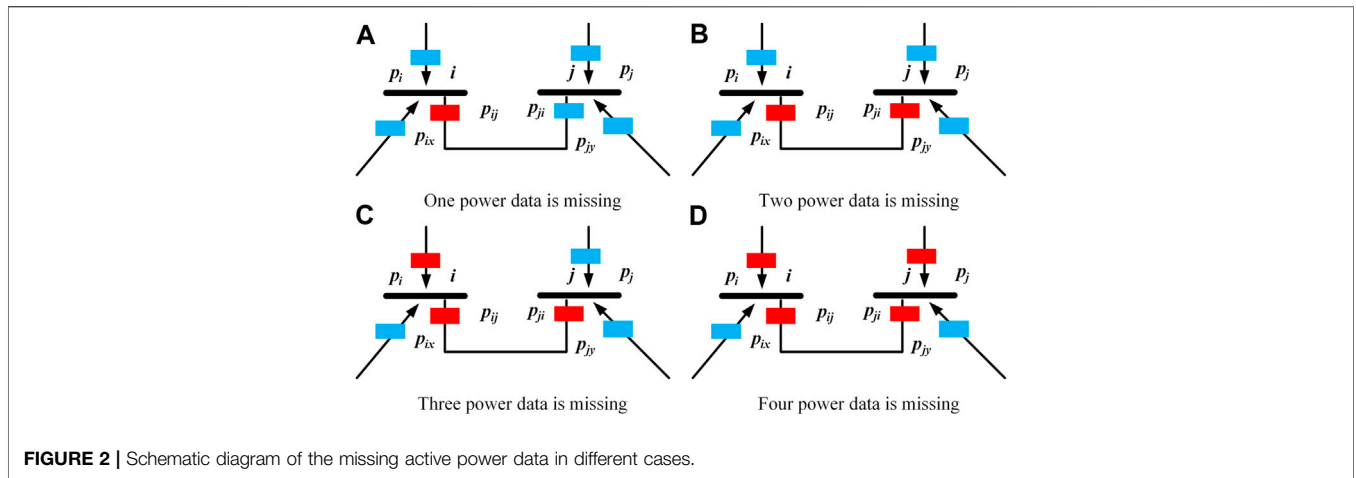 A
B
p_i i j p_j
p_i i j p_j
p_ij p_ji
p_ij p_ji
p_ix p_jy
p_ix p_jy
One power data is missing
Two power data is missing
C
D
p_i i j p_j
p_i i j p_j
p_ij p_ji
p_ij p_ji
p_ix p_jy
p_ix p_jy
Three power data is missing
Four power data is missing
FIGURE 2 | Schematic diagram of the missing active power data in different cases.